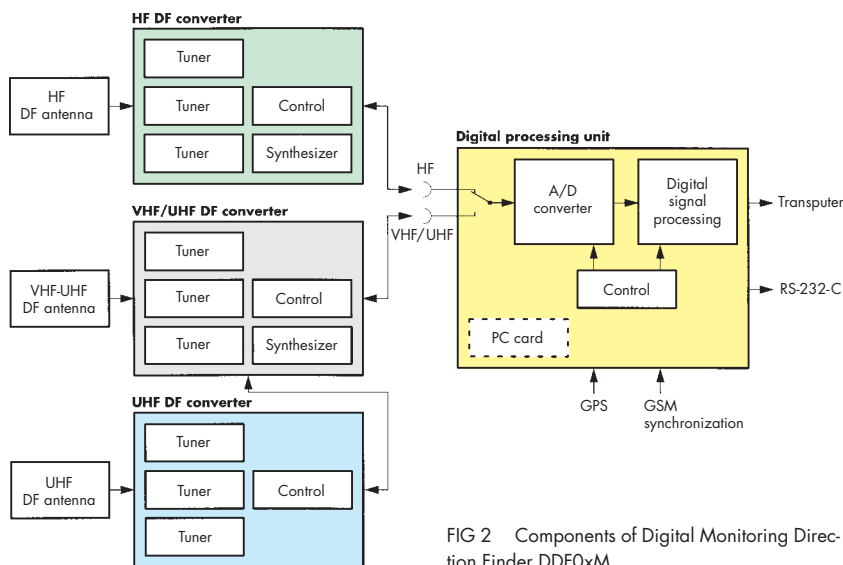 HF DF converter
HF
DF antenna
Tuner
Tuner
Control
Tuner
Synthesizer
VHF/UHF DF converter
VHF-UHF
DF antenna
Tuner
Tuner
Control
Tuner
Synthesizer
UHF DF converter
UHF
DF antenna
Tuner
Tuner
Control
Tuner
HF
VHF/UHF
Digital processing unit
A/D
converter
Digital
signal
processing
Control
PC card
Transputer
RS-232-C
GPS
GSM
synchronization
FIG 2 Components of Digital Monitoring Direc-
tion Finder DDF0xM